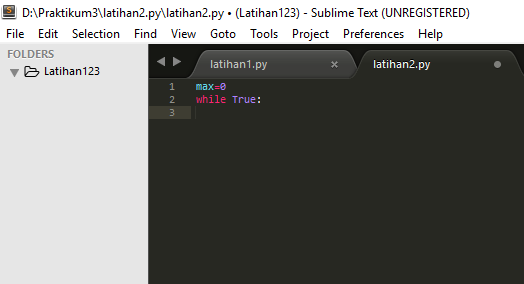 D:\Praktikum3\latihan2.py\latihan2.py • (Latihan123) - Sublime Text (UNREGISTERED)
File Edit Selection Find View Goto Tools Project Preferences Help
FOLDERS
Latihan123
latihan1.py × latihan2.py
1 max=0
2 while True:
3